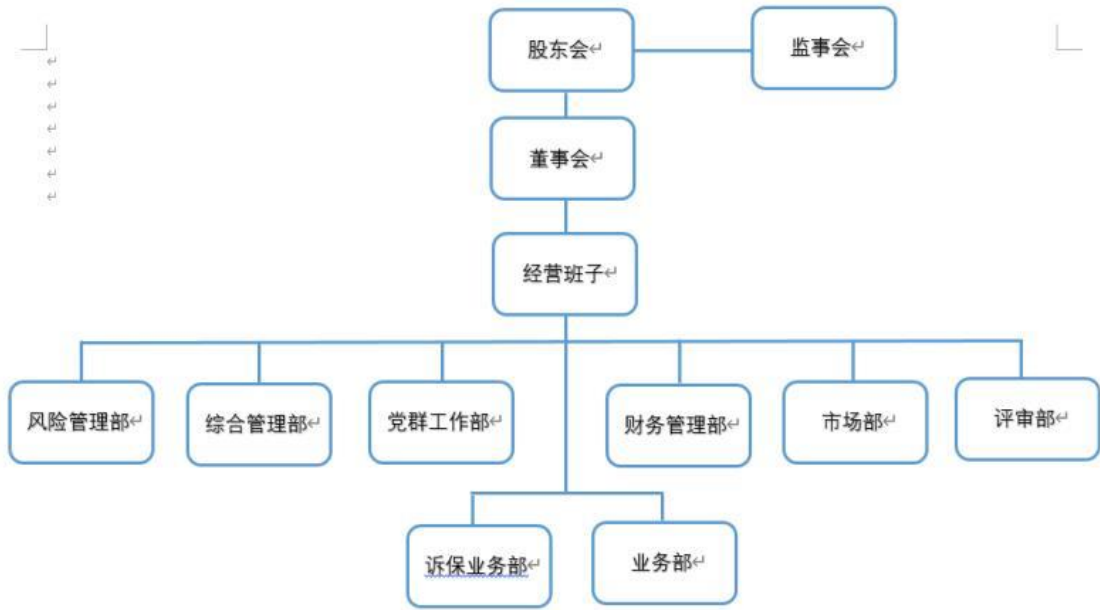 股东会
监事会
董事会
经营班子
风险管理部
综合管理部
党群工作部
财务管理部
市场部
评审部
诉保业务部
业务部